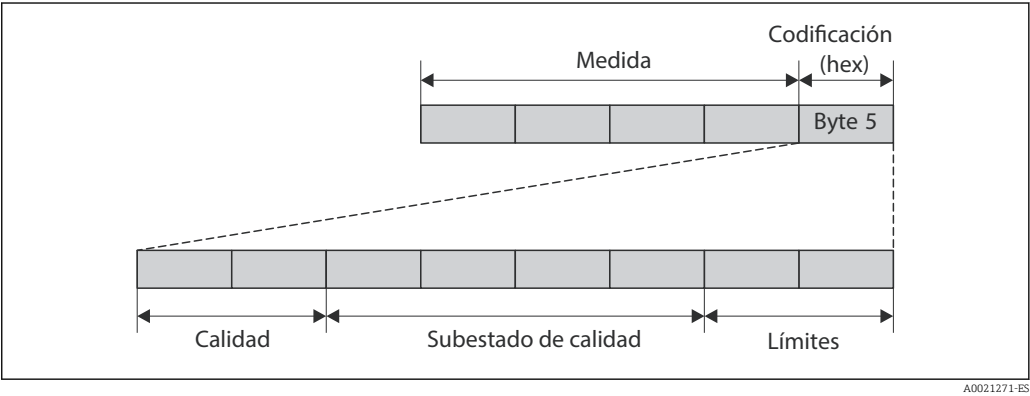 Codificación
(hex)
Medida
Byte 5
Calidad
Subestado de calidad
Límites
A0021271-ES